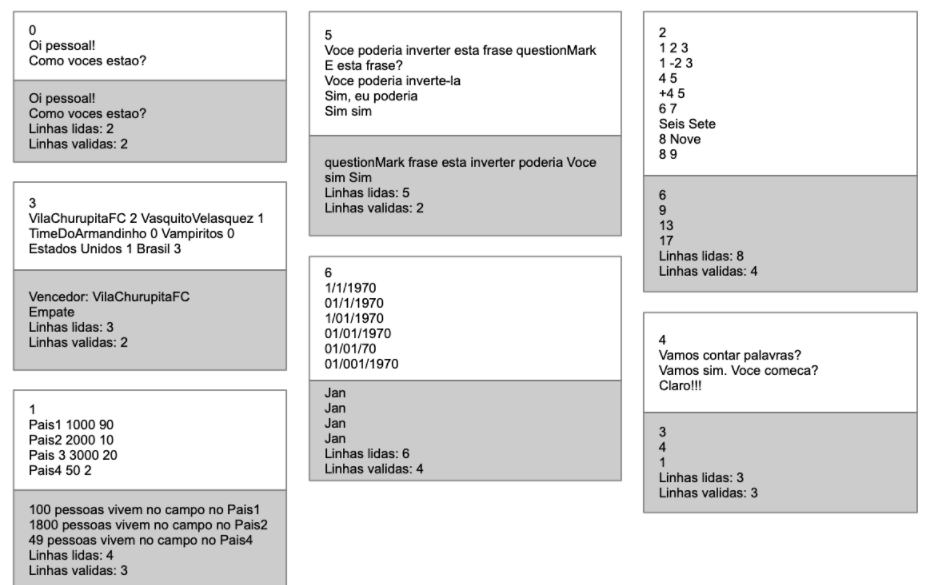 0
Oi pessoal!
Como voces estao?
Oi pessoal!
Como voces estao?
Linhas lidas: 2
Linhas validas: 2
3
VilaChurupitaFC 2 VasquitoVelasquez 1
TimeDoArmandinho 0 Vampiritos 0
Estados Unidos 1 Brasil 3
Vencedor: VilaChurupitaFC
Empate
Linhas lidas: 3
Linhas validas: 2
1
Pais1 1000 90
Pais2 2000 10
Pais 3 3000 20
Pais4 50 2
100 pessoas vivem no campo no Pais1
1800 pessoas vivem no campo no Pais2
49 pessoas vivem no campo no Pais4
Linhas lidas: 4
Linhas validas: 3
5
Voce poderia inverter esta frase questionMark
E esta frase?
Voce poderia inverte-la
Sim, eu poderia
Sim sim
questionMark frase esta inverter poderia Voce
sim Sim
Linhas lidas: 5
Linhas validas: 2
6
1/1/1970
01/1/1970
1/01/1970
01/01/1970
01/01/70
01/001/1970
Jan
Jan
Jan
Jan
Linhas lidas: 6
Linhas validas: 4
2
1 2 3
1 -2 3
4 5
+4 5
6 7
Seis Sete
8 Nove
8 9
6
9
13
17
Linhas lidas: 8
Linhas validas: 4
4
Vamos contar palavras?
Vamos sim. Voce comeca?
Claro!!!
3
4
1
Linhas lidas: 3
Linhas validas: 3